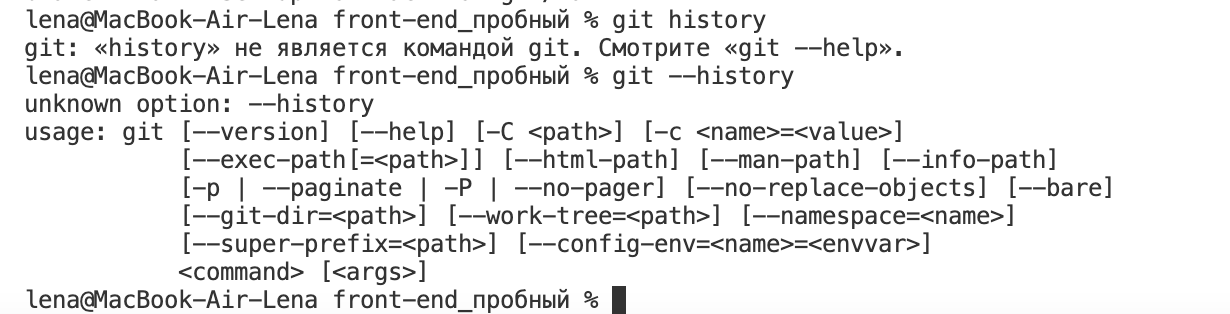 lena@MacBook-Air-Lena front-end_пробный % git history
git: «history» не является командой git. Смотрите «git --help».
lena@MacBook-Air-Lena front-end_пробный % git --history
unknown option: --history
usage: git [--version] [--help] [-C <path>] [-c <name>=<value>]
           [--exec-path[=<path>]] [--html-path] [--man-path] [--info-path]
           [-p | --paginate | -P | --no-pager] [--no-replace-objects] [--bare]
           [--git-dir=<path>] [--work-tree=<path>] [--namespace=<name>]
           [--super-prefix=<path>] [--config-env=<name>=<envvar>]
           <command> [<args>]
lena@MacBook-Air-Lena front-end_пробный %